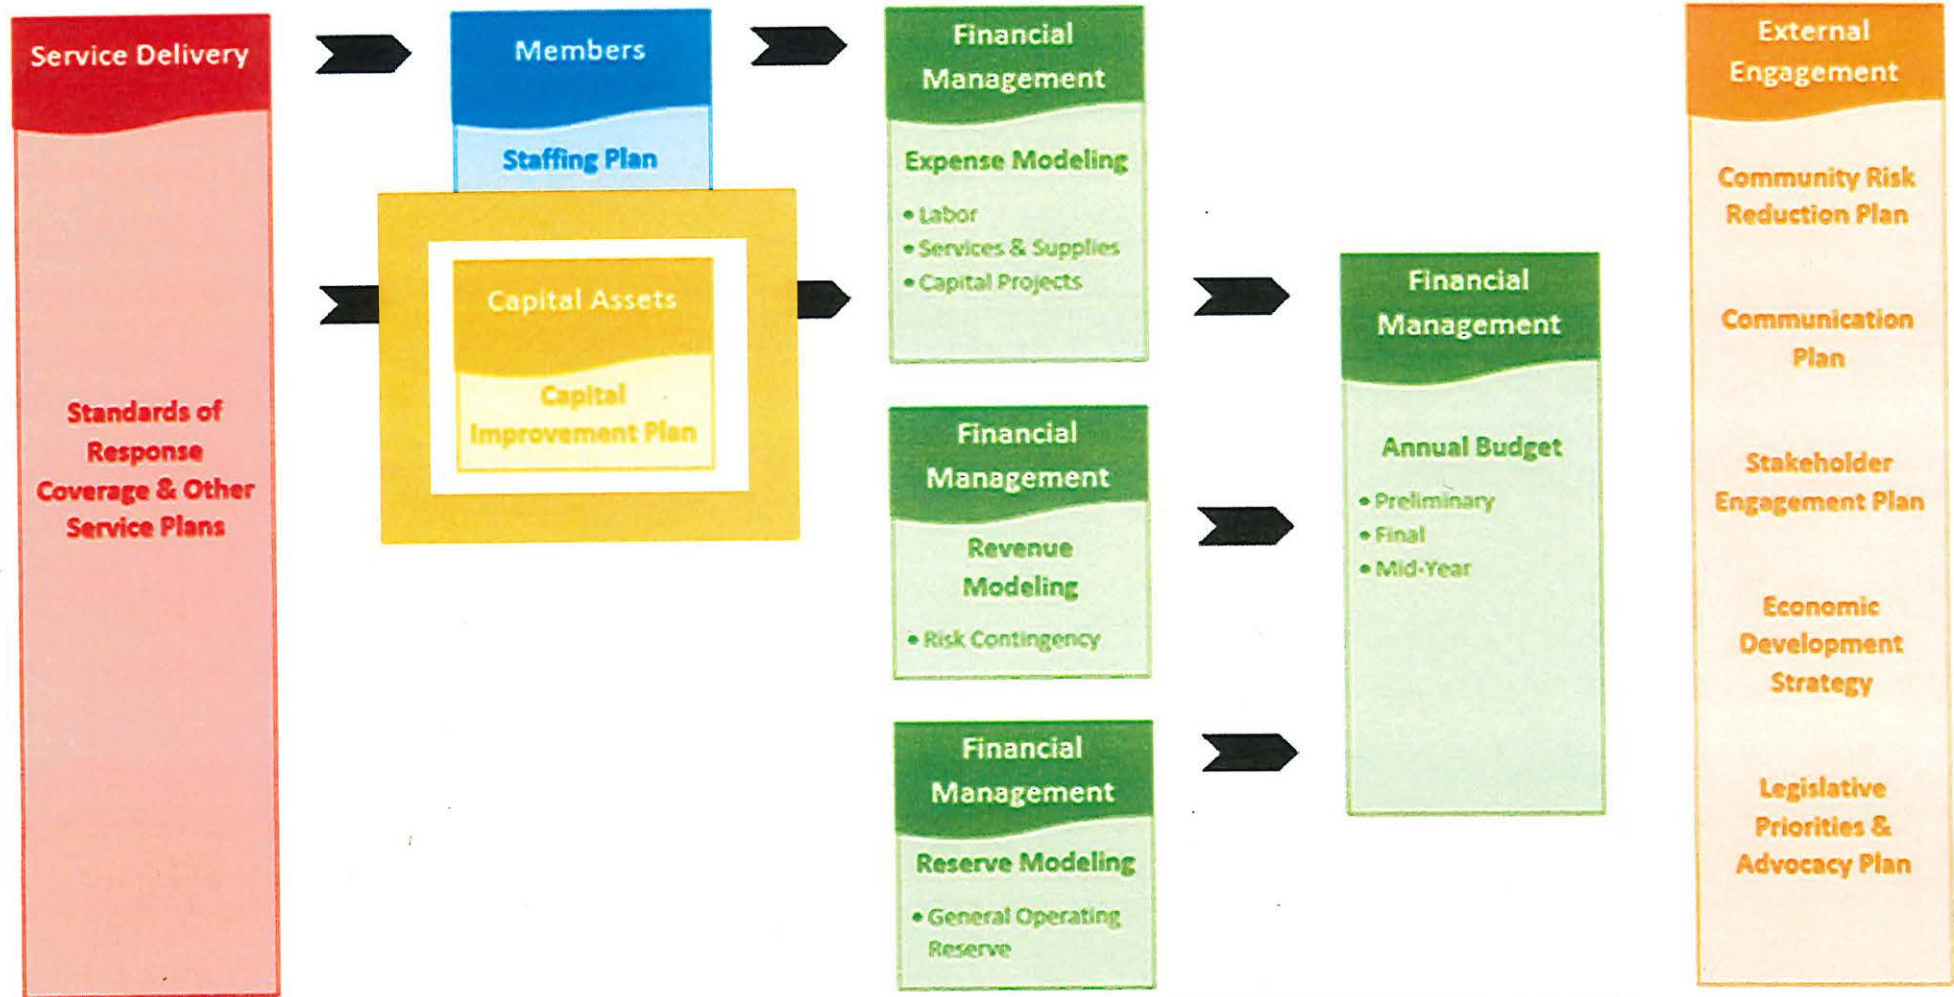 Service Delivery
Standards of
Response
Coverage & Other
Service Plans
Members
Staffing Plan
Capital Assets
Capital
Improvement Plan
Financial
Management
Expense Modeling
• Labor
• Services & Supplies
• Capital Projects
Financial
Management
Revenue
Modeling
• Risk Contingency
Financial
Management
Reserve Modeling
• General Operating
Reserve
Financial
Management
Annual Budget
• Preliminary
• Final
• Mid-Year
External
Engagement
Community Risk
Reduction Plan
Communication
Plan
Stakeholder
Engagement Plan
Economic
Development
Strategy
Legislative
Priorities &
Advocacy Plan